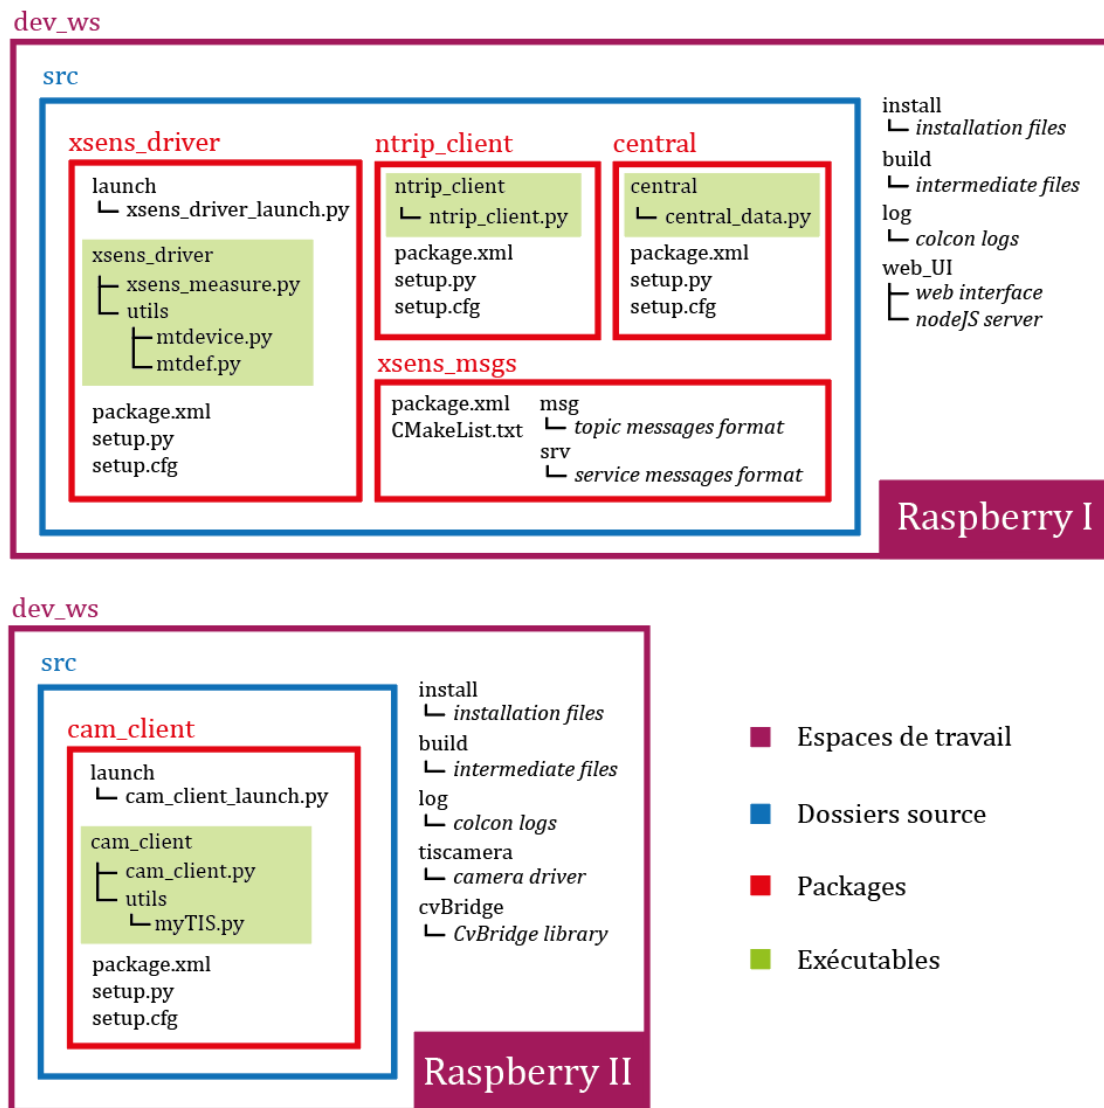 dev_ws
src
xsens_driver
launch
xsens_driver_launch.py
xsens_driver
xsens_measure.py
utils
mtdevice.py
mtdef.py
package.xml
setup.py
setup.cfg
ntrip_client
ntrip_client
ntrip_client.py
package.xml
setup.py
setup.cfg
central
central
central_data.py
package.xml
setup.py
setup.cfg
xsens_msgs
package.xml
CMakeList.txt
msg
topic messages format
srv
service messages format
install
installation files
build
intermediate files
log
colcon logs
web_UI
web interface
nodeJS server
Raspberry I
dev_ws
src
cam_client
launch
cam_client_launch.py
cam_client
cam_client.py
utils
myTIS.py
package.xml
setup.py
setup.cfg
install
installation files
build
intermediate files
log
colcon logs
tiscamera
camera driver
cvBridge
CvBridge library
Raspberry II
Espaces de travail
Dossiers source
Packages
Exécutables